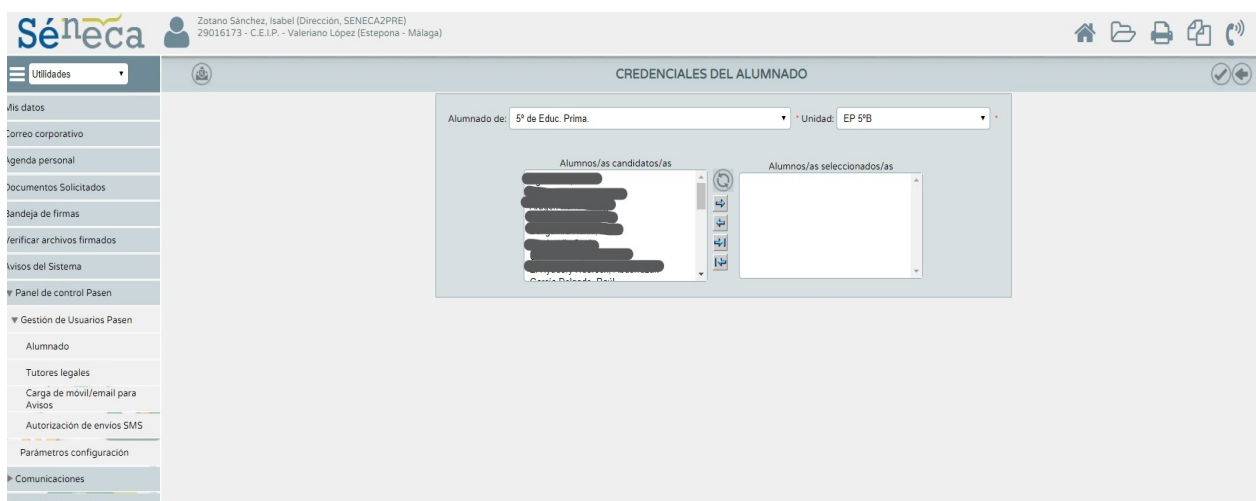 Séneca
Zotano Sánchez, Isabel (Dirección, SENECA2PRE)
29016173 - C.E.I.P. - Valeriano López (Estepona - Málaga)
Utilidades
CREDENCIALES DEL ALUMNADO
Mis datos
Correo corporativo
Agenda personal
Documentos Solicitados
Bandeja de firmas
Verificar archivos firmados
Avisos del Sistema
Panel de control Pasen
Gestión de Usuarios Pasen
Alumnado
Tutores legales
Carga de móvil/email para
Avisos
Autorización de envios SMS
Parámetros configuración
Comunicaciones
Alumnado de: 5º de Educ. Prima. * Unidad: EP 5ºB *
Alumnos/as candidatos/as
Alumnos/as seleccionados/as